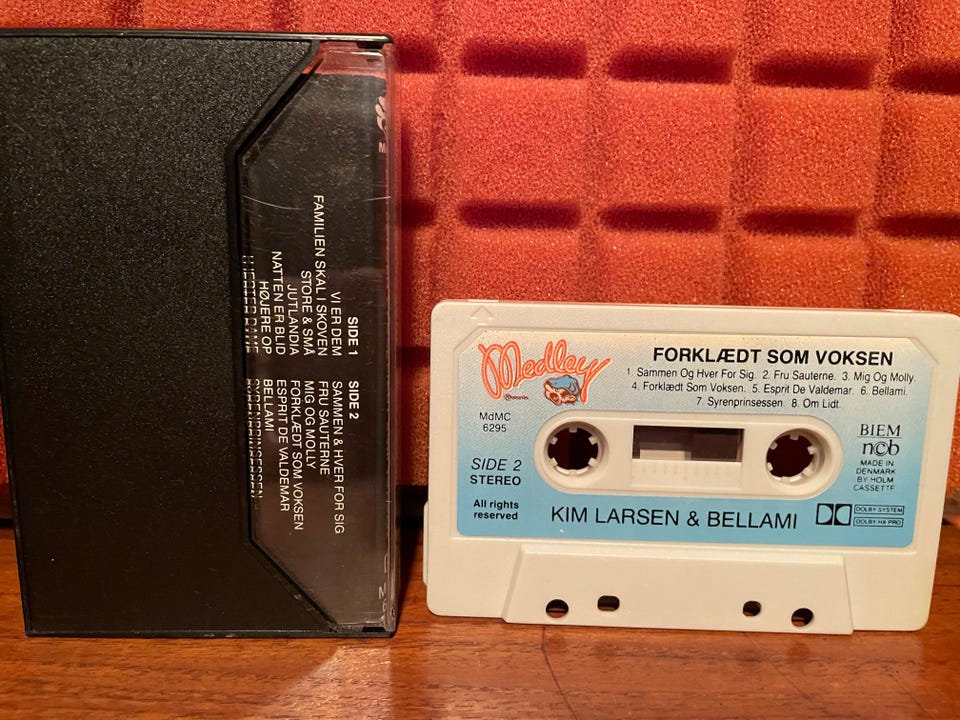 SIDE 1
VI ER DEM
FAMILIEN SKAL I SKOVEN
STORE & SMÅ
JUTLANDIA
NATTEN ER BLID
HØJERE OP
HJERTER DAME
SIDE 2
SAMMEN & HVER FOR SIG
FRU SAUTERNE
MIG OG MOLLY
FORKLÆDT SOM VOKSEN
ESPRIT DE VALDEMAR
BELLAMI
SYRENPRINSESSEN
Medley
FORKLÆDT SOM VOKSEN
1. Sammen Og Hver For Sig. 2. Fru Sauterne. 3. Mig Og Molly.
4. Forklædt Som Voksen. 5. Esprit De Valdemar. 6. Bellami.
7. Syrenprinsessen. 8. Om Lidt.
MdMC
6295
SIDE 2
STEREO
All rights
reserved
BIEM
n©b
MADE IN
DENMARK
BY HOLM
CASSETTE
KIM LARSEN & BELLAMI
DOLBY SYSTEM
DOLBY HX PRO